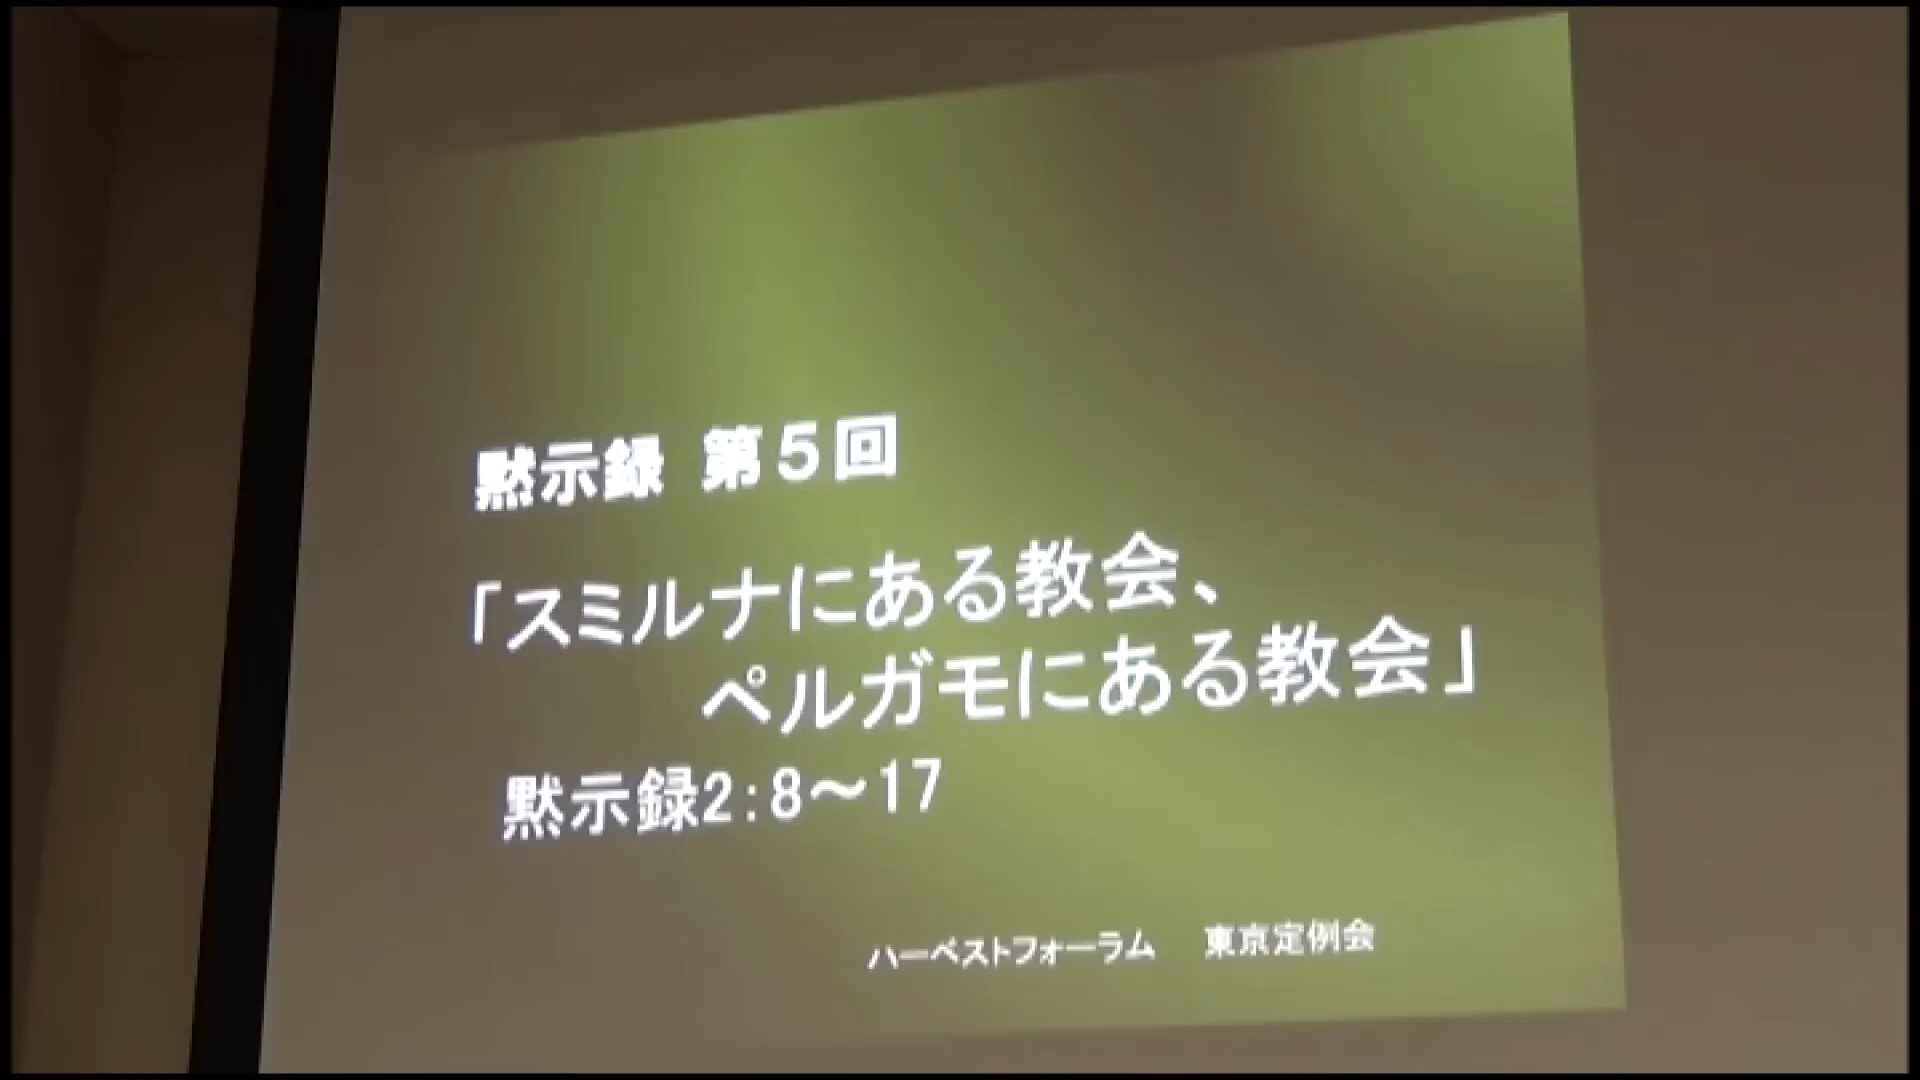 黙示録 第5回
「スミルナにある教会、
ペルガモにある教会」
黙示録2:8～17
ハーベストフォーラム 東京定例会